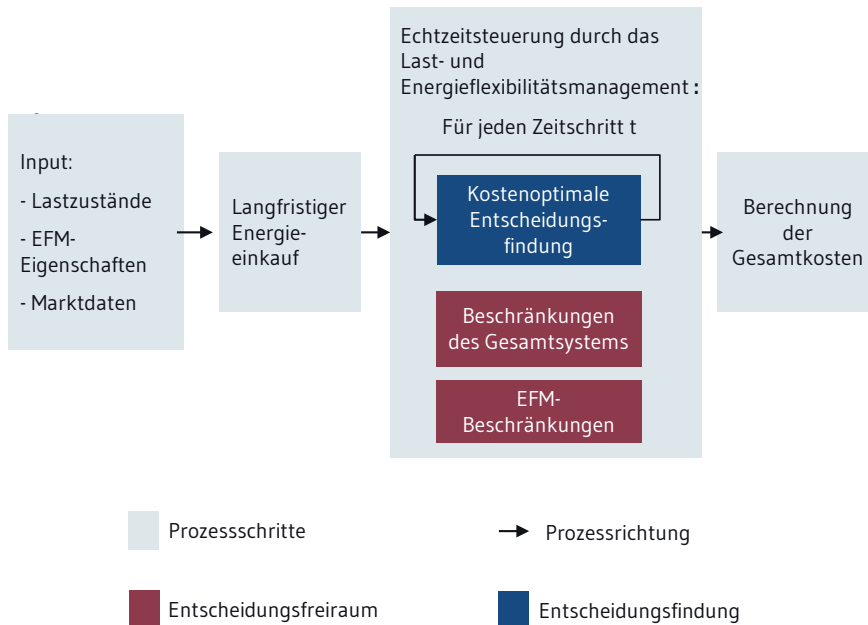 Input:
- Lastzustände
- EFM-
Eigenschaften
- Marktdaten
Langfristiger
Energie-
einkauf
Echtzeitsteuerung durch das
Last- und
Energieflexibilitätsmanagement :
Für jeden Zeitschritt t
Kostenoptimale
Entscheidungs-
findung
Beschränkungen
des Gesamtsystems
EFM-
Beschränkungen
Berechnung
der
Gesamtkosten
Prozessschritte
Prozessrichtung
Entscheidungsfreiraum
Entscheidungsfindung